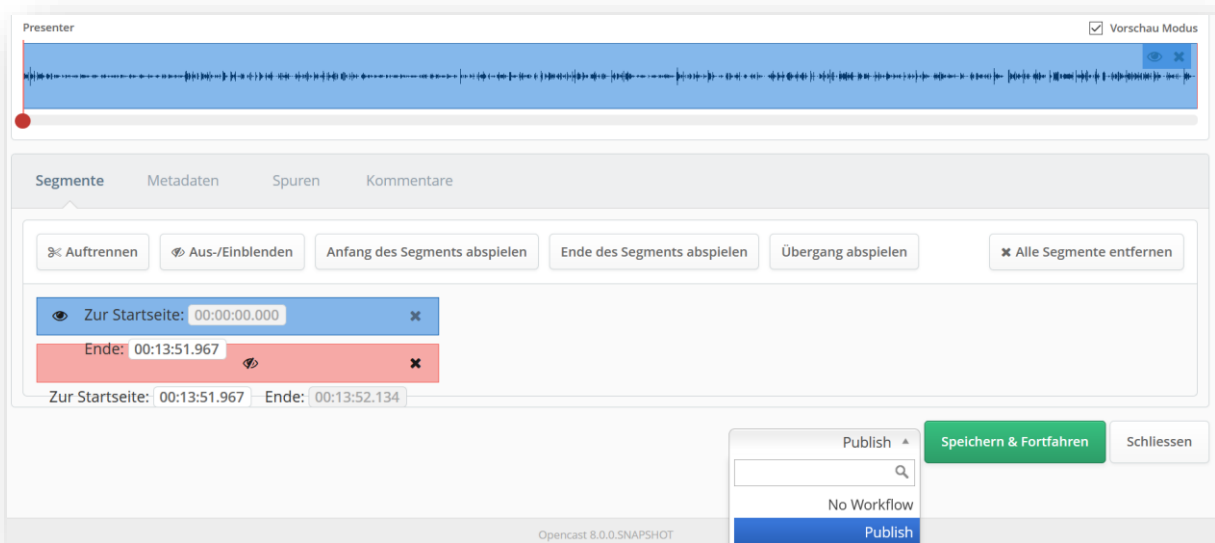 Presenter Vorschau Modus
Segmente Metadaten Spuren Kommentare
Auftrennen Aus-/Einblenden Anfang des Segments abspielen Ende des Segments abspielen Übergang abspielen Alle Segmente entfernen
Zur Startseite: 00:00:00.000
Ende: 00:13:51.967
Zur Startseite: 00:13:51.967 Ende: 00:13:52.134
Publish Speichern & Fortfahren Schliessen
No Workflow
Publish
Opencast 8.0.0.SNAPSHOT